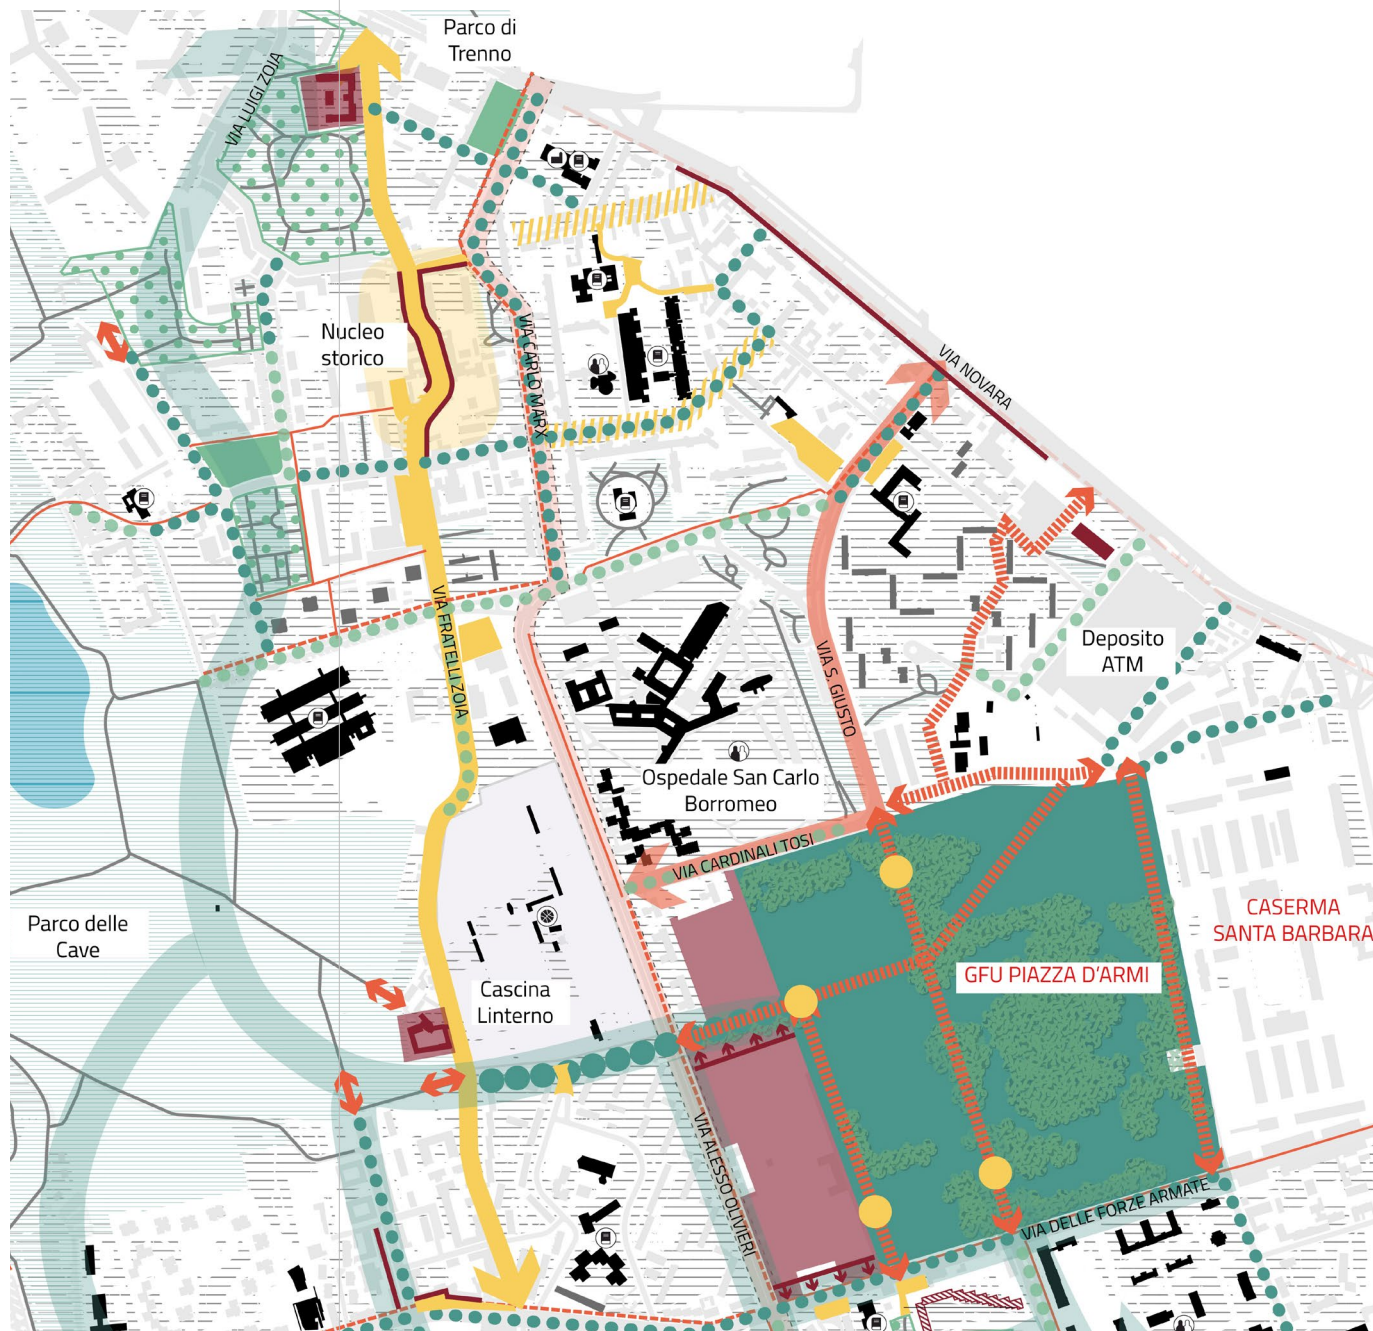 Parco di
Trenno
VIA LUIGI ZOIA
Nucleo
storico
VIA CARLO MARX
VIA NOVARA
VIA FRATELLI ZOIA
VIA S. GIUSTO
Deposito
ATM
Ospedale San Carlo
Borromeo
VIA CARDINALI TOSI
Parco delle
Cave
CASERMA
SANTA BARBARA
GFU PIAZZA D'ARMI
Cascina
Linterno
VIA ALESSO OLIVIERI
VIA DELLE FORZE ARMATE